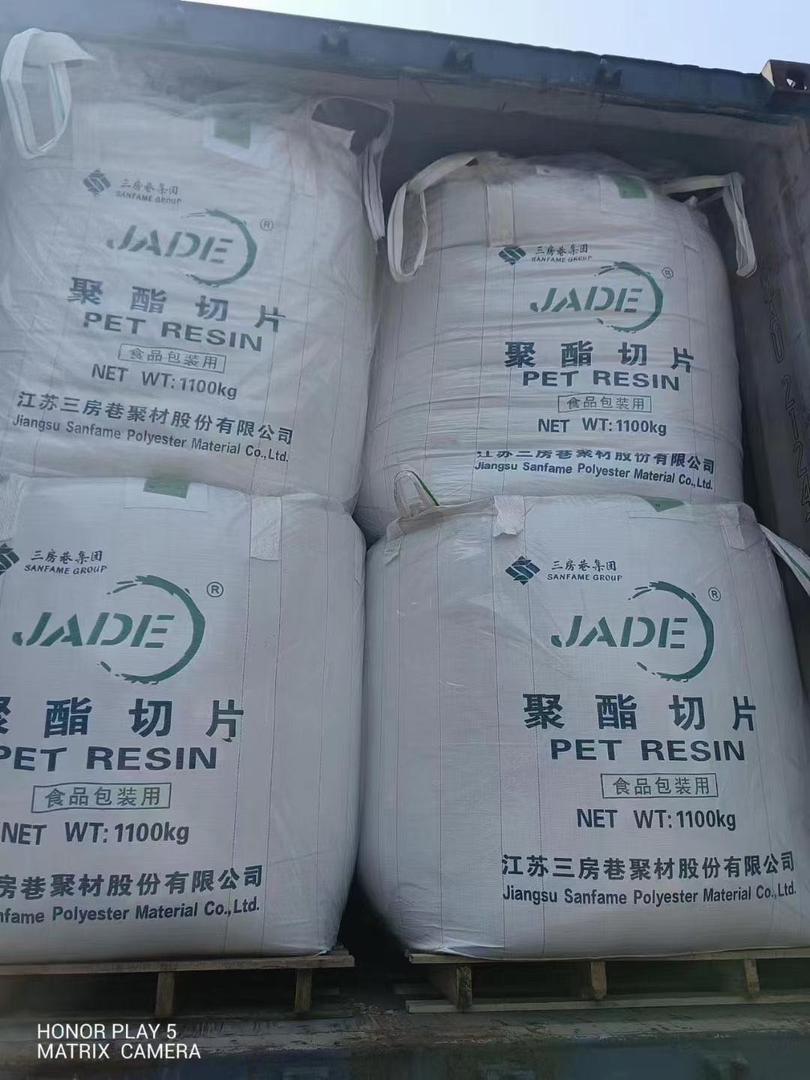 三房巷集团
SANFAME GROUP
JADE®
聚酯切片
PET RESIN
食品包装用
NET WT: 1100kg
江苏三房巷聚材股份有限公司
Jiangsu Sanfame Polyester Material Co., Ltd.
三房巷集团
SANFAME GROUP
JADE®
聚酯切片
PET RESIN
食品包装用
NET WT: 1100kg
江苏三房巷聚材股份有限公司
Jiangsu Sanfame Polyester Material Co., Ltd.
三房巷集团
SANFAME GROUP
JADE®
聚酯切片
PET RESIN
食品包装用
NET WT: 1100kg
房巷聚材股份有限公司
nfame Polyester Material Co., Ltd.
三房巷集团
SANFAME GROUP
JADE®
聚酯切片
PET RESIN
食品包装用
NET WT: 1100kg
江苏三房巷聚材股份有限公司
Jiangsu Sanfame Polyester Material Co., Ltd.
HONOR PLAY 5
MATRIX CAMERA